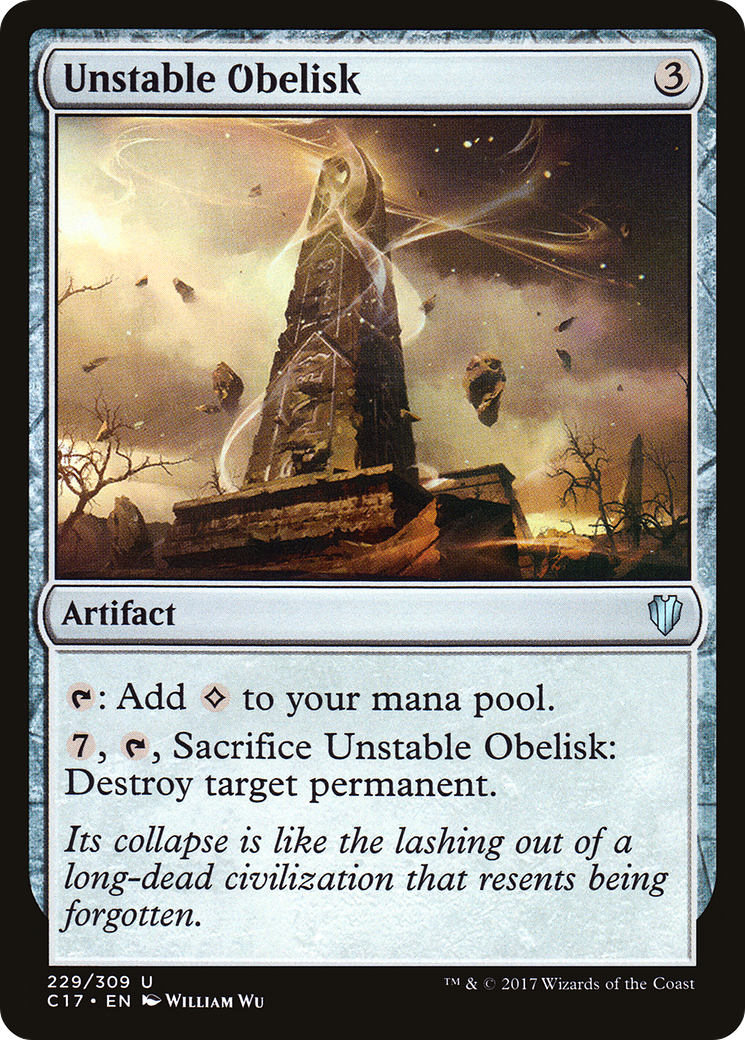 Unstable Obelisk 3
Artifact
: Add to your mana pool.
7, , Sacrifice Unstable Obelisk:
Destroy target permanent.
Its collapse is like the lashing out of a
long-dead civilization that resents being
forgotten.
229/309 U
™ & © 2017 Wizards of the Coast
C17 • EN William Wu